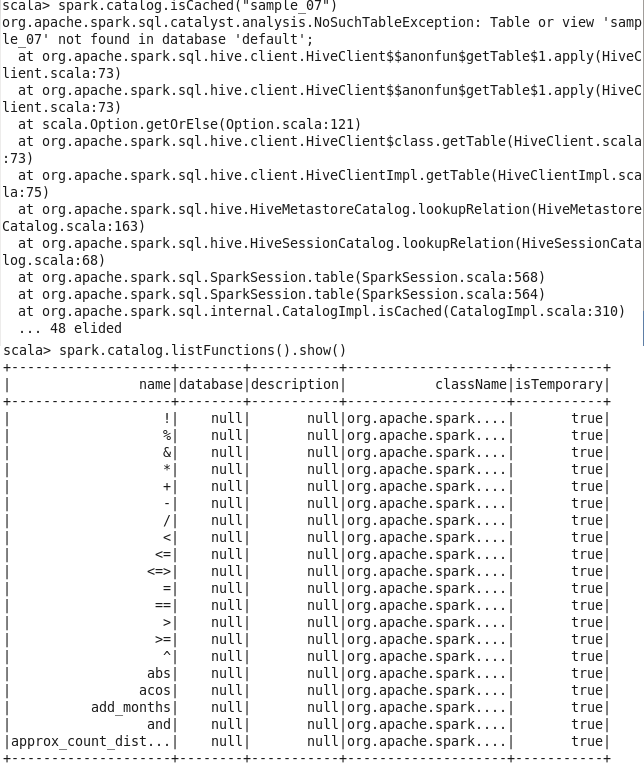 scala> spark.catalog.isCached("sample_07")
org.apache.spark.sql.catalyst.analysis.NoSuchTableException: Table or view 'samp
le_07' not found in database 'default';
  at org.apache.spark.sql.hive.client.HiveClient$$anonfun$getTable$1.apply(HiveC
lient.scala:73)
  at org.apache.spark.sql.hive.client.HiveClient$$anonfun$getTable$1.apply(HiveC
lient.scala:73)
  at scala.Option.getOrElse(Option.scala:121)
  at org.apache.spark.sql.hive.client.HiveClient$class.getTable(HiveClient.scala
:73)
  at org.apache.spark.sql.hive.client.HiveClientImpl.getTable(HiveClientImpl.sca
la:75)
  at org.apache.spark.sql.hive.HiveMetastoreCatalog.lookupRelation(HiveMetastore
Catalog.scala:163)
  at org.apache.spark.sql.hive.HiveSessionCatalog.lookupRelation(HiveSessionCata
log.scala:68)
  at org.apache.spark.sql.SparkSession.table(SparkSession.scala:568)
  at org.apache.spark.sql.SparkSession.table(SparkSession.scala:564)
  at org.apache.spark.sql.internal.CatalogImpl.isCached(CatalogImpl.scala:310)
  ... 48 elided
scala> spark.catalog.listFunctions().show()
+--------------------+--------+-----------+--------------------+-----------+
|                name|database|description|           className|isTemporary|
+--------------------+--------+-----------+--------------------+-----------+
|                   !|    null|       null|org.apache.spark....|       true|
|                   %|    null|       null|org.apache.spark....|       true|
|                   &|    null|       null|org.apache.spark....|       true|
|                   *|    null|       null|org.apache.spark....|       true|
|                   +|    null|       null|org.apache.spark....|       true|
|                   -|    null|       null|org.apache.spark....|       true|
|                   /|    null|       null|org.apache.spark....|       true|
|                   <|    null|       null|org.apache.spark....|       true|
|                  <=|    null|       null|org.apache.spark....|       true|
|                 <=>|    null|       null|org.apache.spark....|       true|
|                   =|    null|       null|org.apache.spark....|       true|
|                  ==|    null|       null|org.apache.spark....|       true|
|                   >|    null|       null|org.apache.spark....|       true|
|                  >=|    null|       null|org.apache.spark....|       true|
|                   ^|    null|       null|org.apache.spark....|       true|
|                 abs|    null|       null|org.apache.spark....|       true|
|                acos|    null|       null|org.apache.spark....|       true|
|          add_months|    null|       null|org.apache.spark....|       true|
|                 and|    null|       null|org.apache.spark....|       true|
|approx_count_dist...|    null|       null|org.apache.spark....|       true|
+--------------------+--------+-----------+--------------------+-----------+